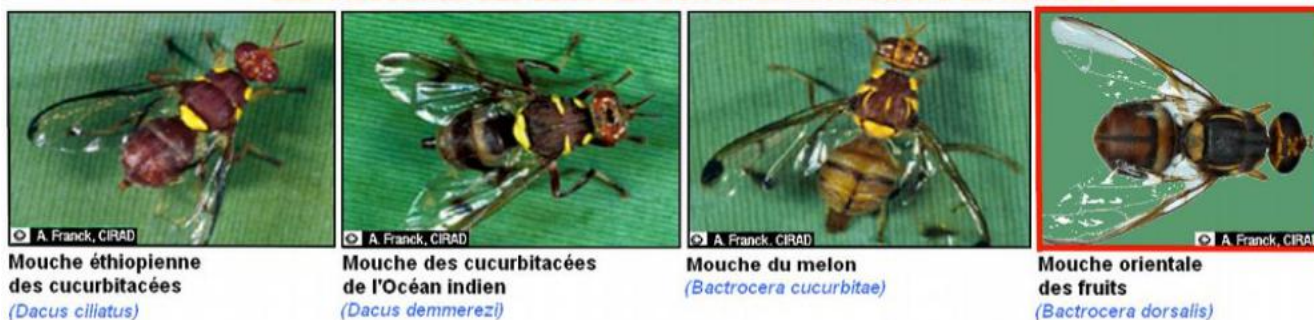 © A. Franck, CIRAD
© A. Franck, CIRAD
© A. Franck, CIRAD
© A. Franck, CIRAD
Mouche éthiopienne
des cucurbitacées
(Dacus ciliatus)
Mouche des cucurbitacées
de l'Océan indien
(Dacus demmerezi)
Mouche du melon
(Bactrocera cucurbitae)
Mouche orientale
des fruits
(Bactrocera dorsalis)